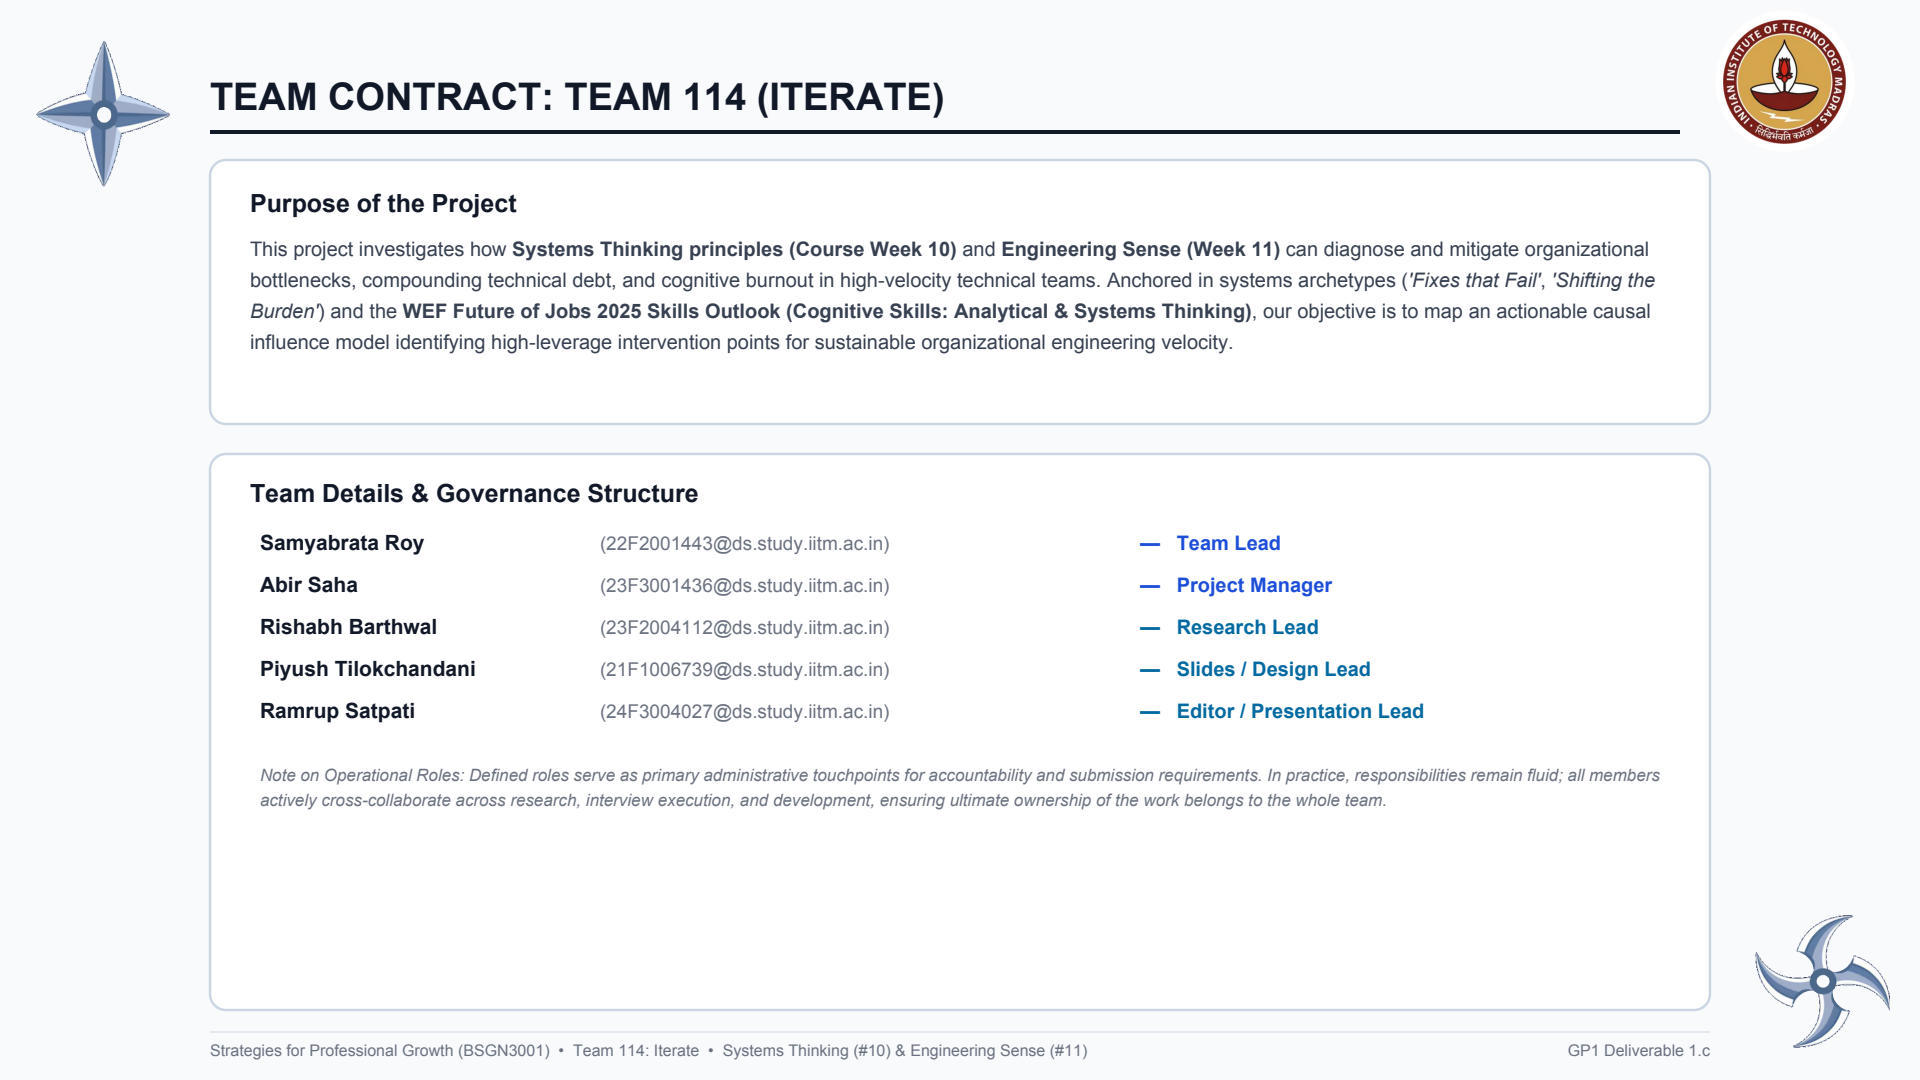 TEAM CONTRACT: TEAM 114 (ITERATE)
INDIAN INSTITUTE OF TECHNOLOGY MADRAS
सिद्धिर्भवति कर्मजा
Purpose of the Project
This project investigates how Systems Thinking principles (Course Week 10) and Engineering Sense (Week 11) can diagnose and mitigate organizational
bottlenecks, compounding technical debt, and cognitive burnout in high-velocity technical teams. Anchored in systems archetypes ('Fixes that Fail', 'Shifting the
Burden') and the WEF Future of Jobs 2025 Skills Outlook (Cognitive Skills: Analytical & Systems Thinking), our objective is to map an actionable causal
influence model identifying high-leverage intervention points for sustainable organizational engineering velocity.
Team Details & Governance Structure
Samyabrata Roy (22F2001443@ds.study.iitm.ac.in) — Team Lead
Abir Saha (23F3001436@ds.study.iitm.ac.in) — Project Manager
Rishabh Barthwal (23F2004112@ds.study.iitm.ac.in) — Research Lead
Piyush Tilokchandani (21F1006739@ds.study.iitm.ac.in) — Slides / Design Lead
Ramrup Satpati (24F3004027@ds.study.iitm.ac.in) — Editor / Presentation Lead
Note on Operational Roles: Defined roles serve as primary administrative touchpoints for accountability and submission requirements. In practice, responsibilities remain fluid; all members
actively cross-collaborate across research, interview execution, and development, ensuring ultimate ownership of the work belongs to the whole team.
Strategies for Professional Growth (BSGN3001) • Team 114: Iterate • Systems Thinking (#10) & Engineering Sense (#11)
GP1 Deliverable 1.c